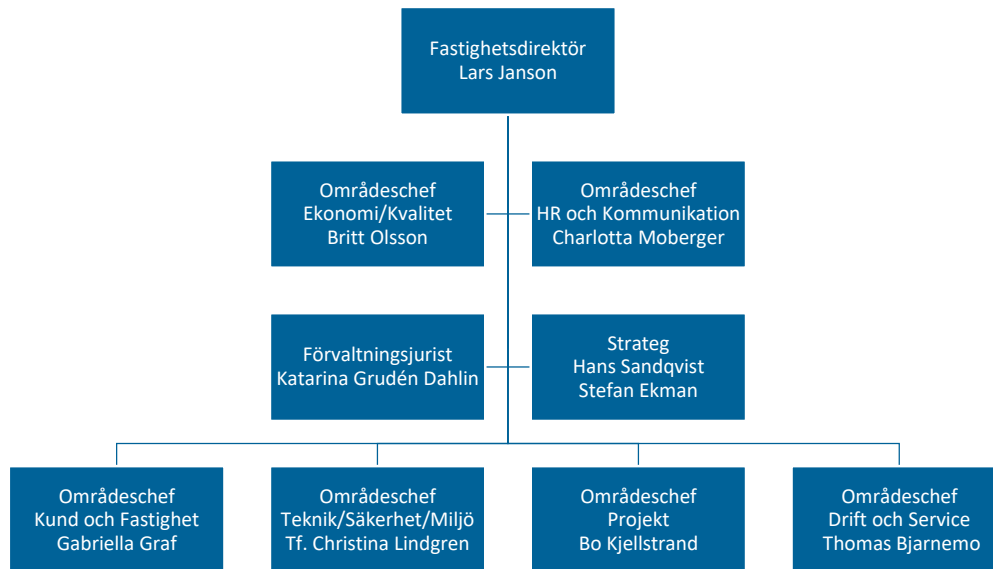 Fastighetsdirektör
Lars Janson
Områdeschef
Ekonomi/Kvalitet
Britt Olsson
Områdeschef
HR och Kommunikation
Charlotta Moberger
Förvaltningsjurist
Katarina Grudén Dahlin
Strateg
Hans Sandqvist
Stefan Ekman
Områdeschef
Kund och Fastighet
Gabriella Graf
Områdeschef
Teknik/Säkerhet/Miljö
Tf. Christina Lindgren
Områdeschef
Projekt
Bo Kjellstrand
Områdeschef
Drift och Service
Thomas Bjarnemo